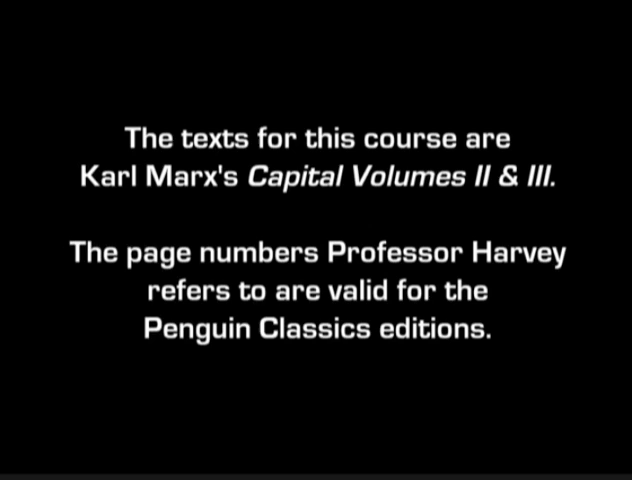 The texts for this course are
Karl Marx's Capital Volumes II & III.
The page numbers Professor Harvey
refers to are valid for the
Penguin Classics editions.